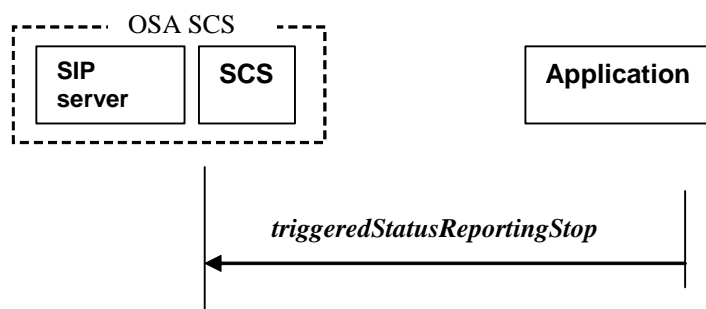 OSA SCS
SIP
server
SCS
Application
triggeredStatusReportingStop